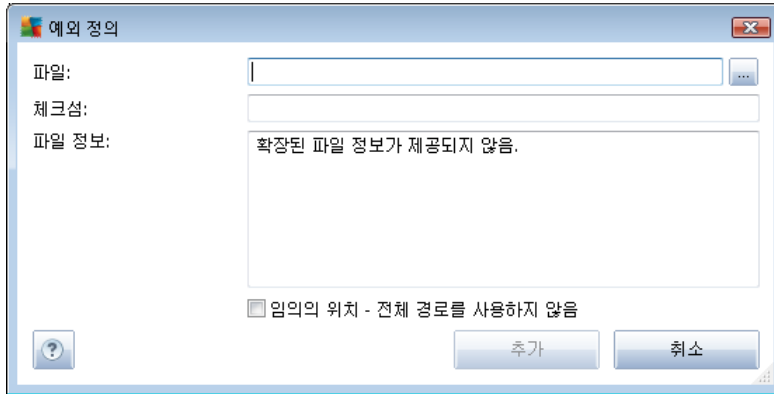 예외 정의
파일:
...
체크섬:
파일 정보:
확장된 파일 정보가 제공되지 않음.
임의의 위치 - 전체 경로를 사용하지 않음
?
추가
취소